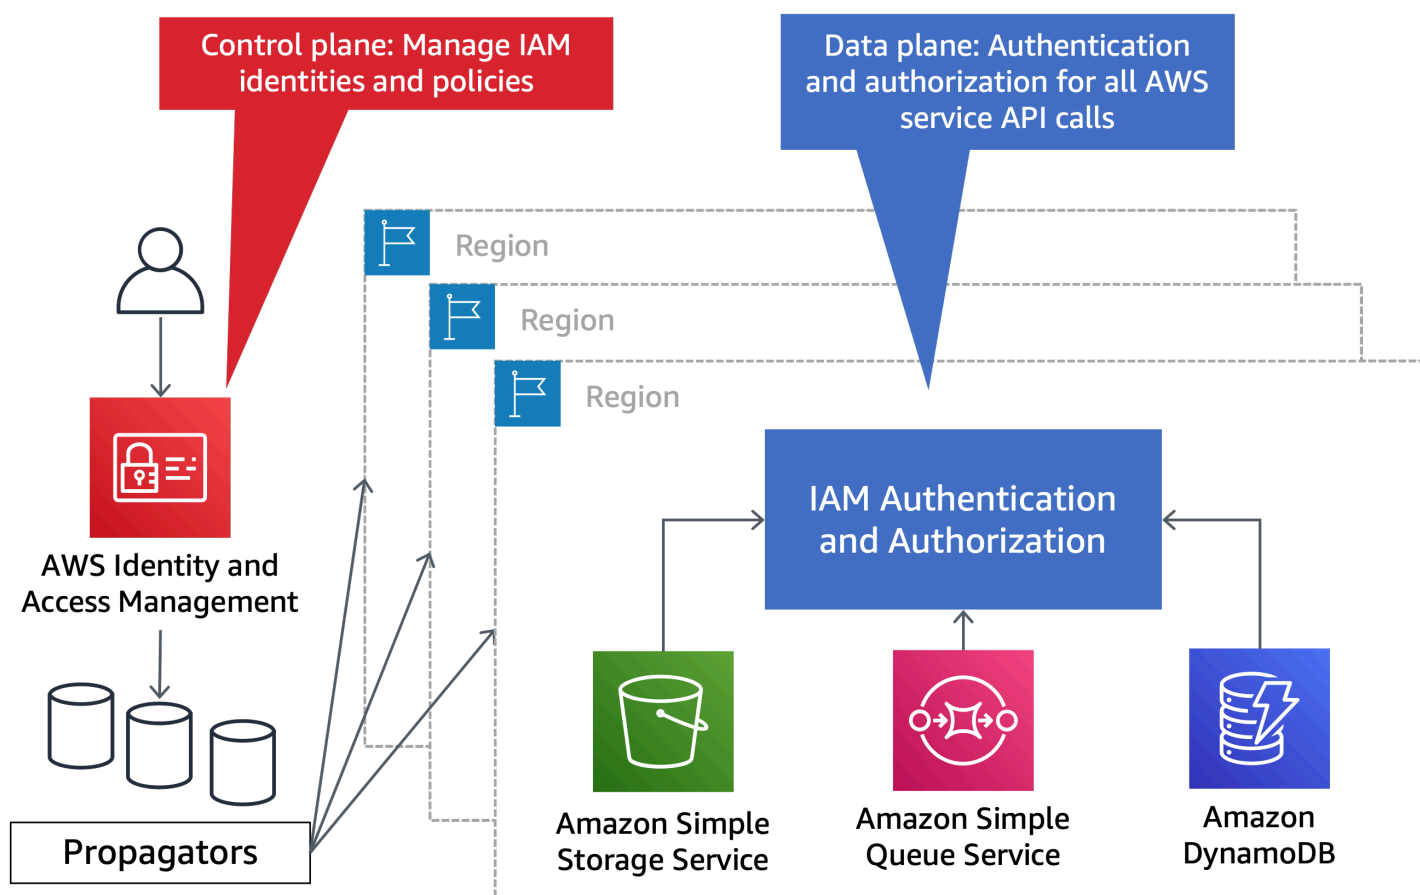 Control plane: Manage IAM
identities and policies
Data plane: Authentication
and authorization for all AWS
service API calls
Region
Region
Region
IAM Authentication
and Authorization
AWS Identity and
Access Management
Propagators
Amazon Simple
Storage Service
Amazon Simple
Queue Service
Amazon
DynamoDB